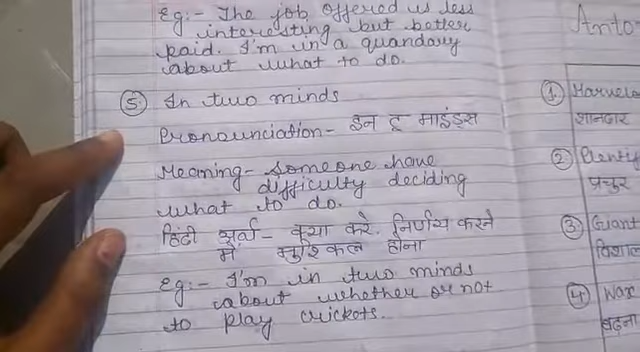 Eg:- The job offered is less
interesting but better
paid. I'm in a quandary
about what to do.
⑤ In two minds
Pronounciation- इन टू माइंड्स
Meaning- someone have
difficulty deciding
what to do.
हिंदी अर्थ- क्या करे निर्णय करने
में मुश्किल होना
Eg:- I'm in two minds
about whether or not
to play crickets.
Anto
① Marvelo
शानदार
② Plenty
प्रचुर
③ Giant
विशाल
④ Wax
बढ़ना